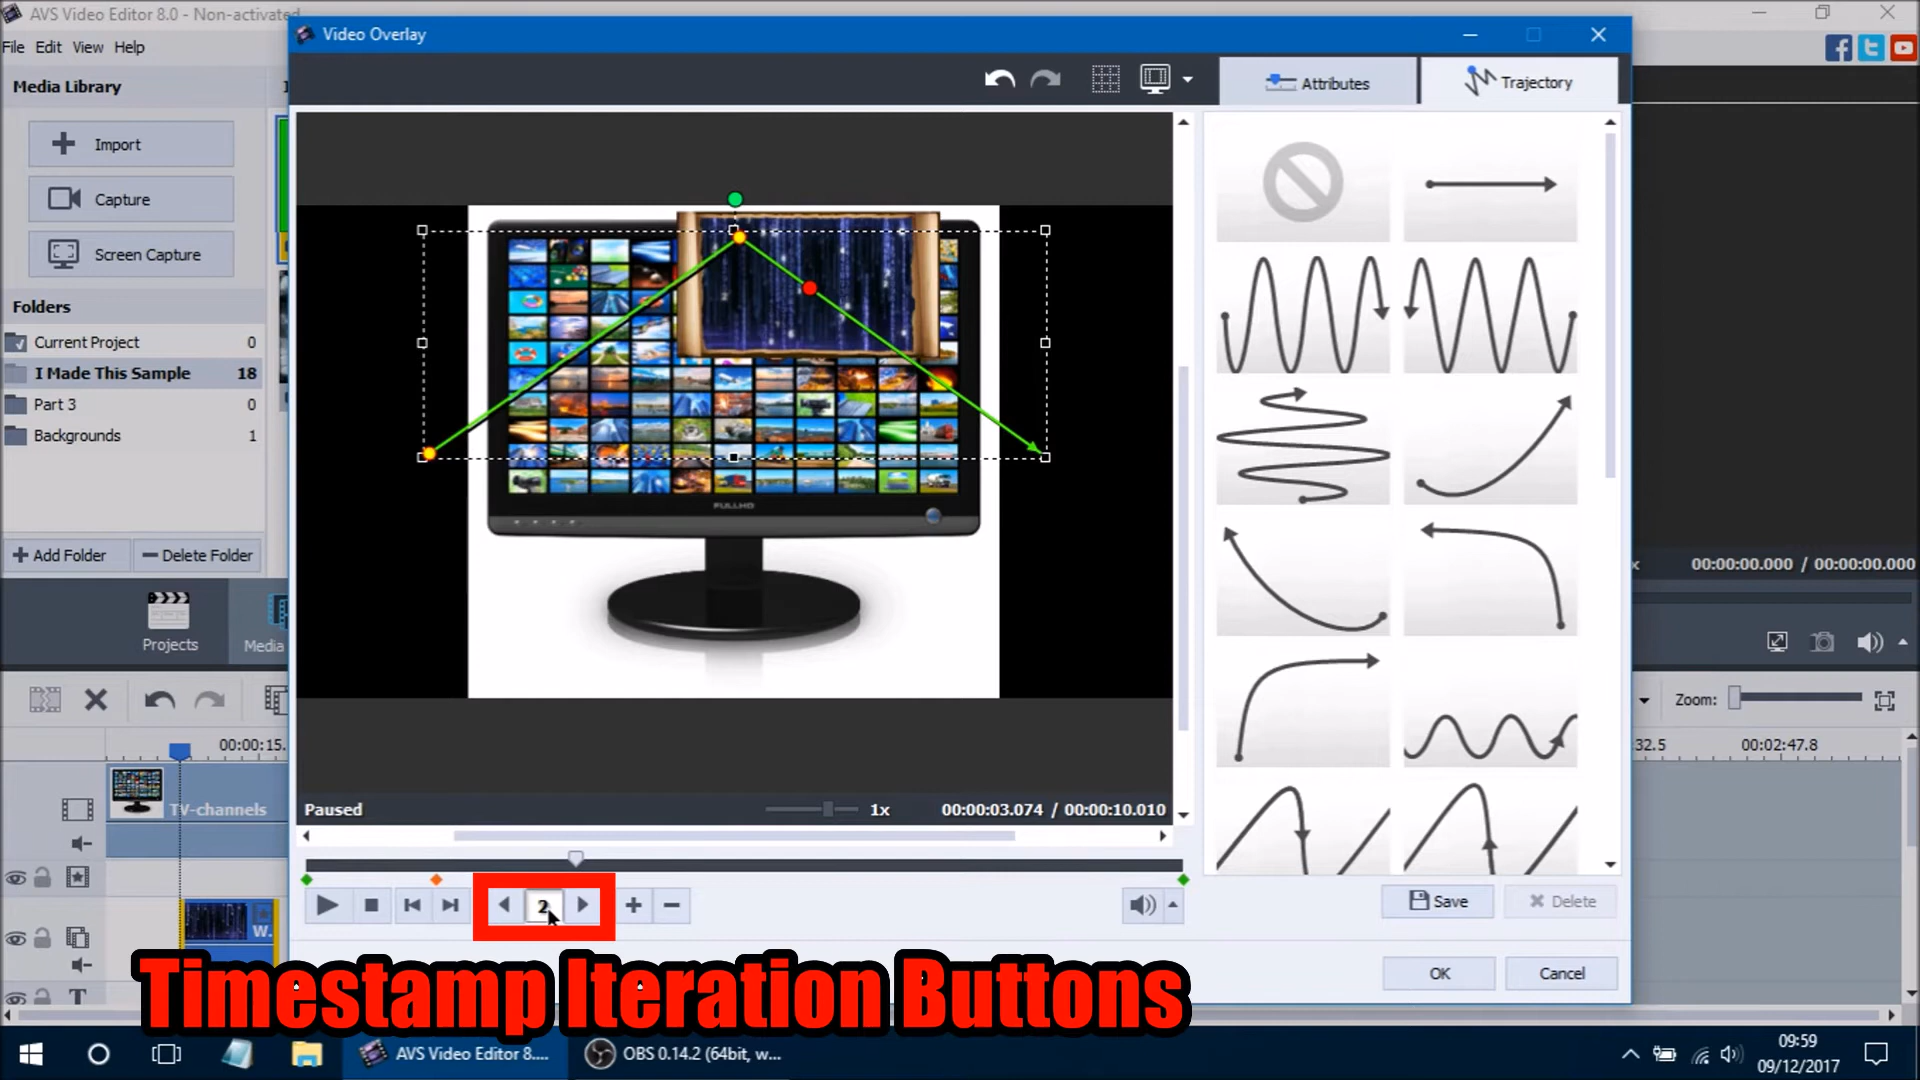 AVS Video Editor 8.0 - Non-activated
Video Overlay
File Edit View Help
Media Library
Import
Capture
Screen Capture
Folders
Current Project 0
I Made This Sample 18
Part 3 0
Backgrounds 1
Add Folder
Delete Folder
Projects
Media
Attributes
Trajectory
FULLHD
Paused
1x
00:00:03.074 / 00:00:10.010
2
Save
Delete
OK
Cancel
x 00:00:00.000 / 00:00:00.000
Zoom:
00:00:15.
32.5
00:02:47.8
TV-channels
W.
T
Timestamp Iteration Buttons
AVS Video Editor 8....
OBS 0.14.2 (64bit, w...
09:59
09/12/2017